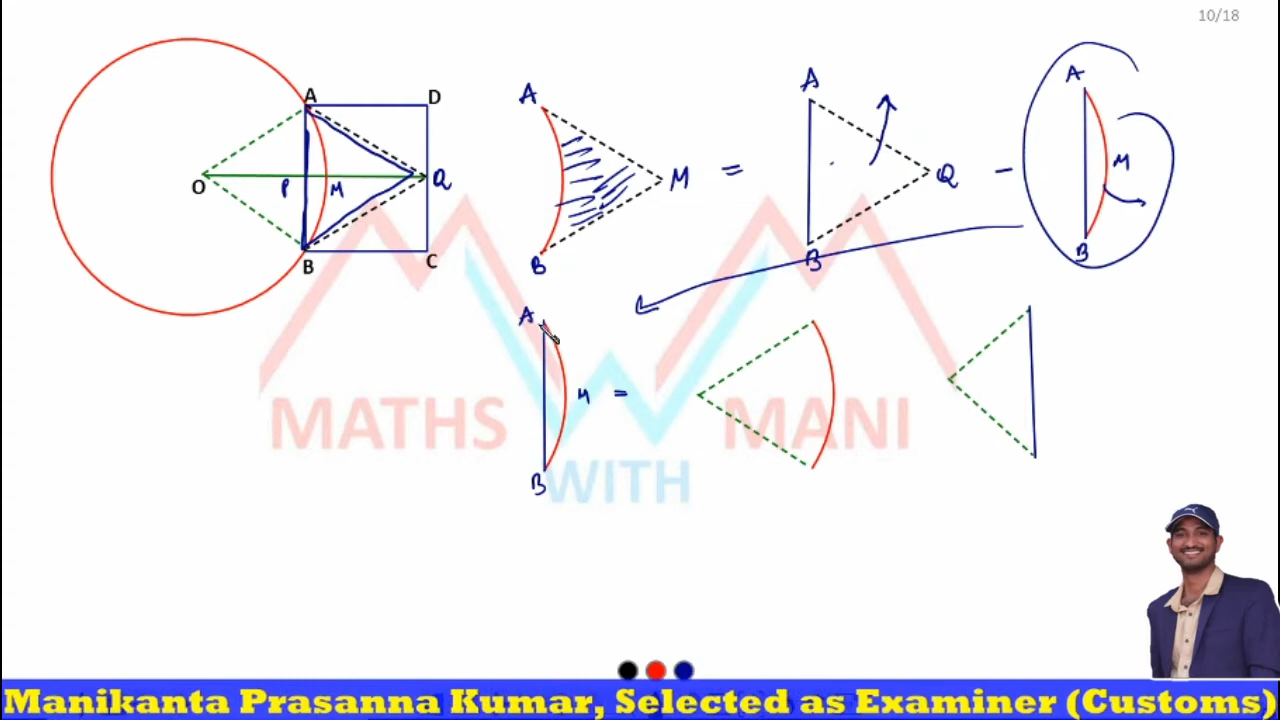 10/18
A D
O P M Q
B C
A M B = A Q B - A M B
A M B =
MATHS WITH MANI
Manikanta Prasanna Kumar, Selected as Examiner (Customs)